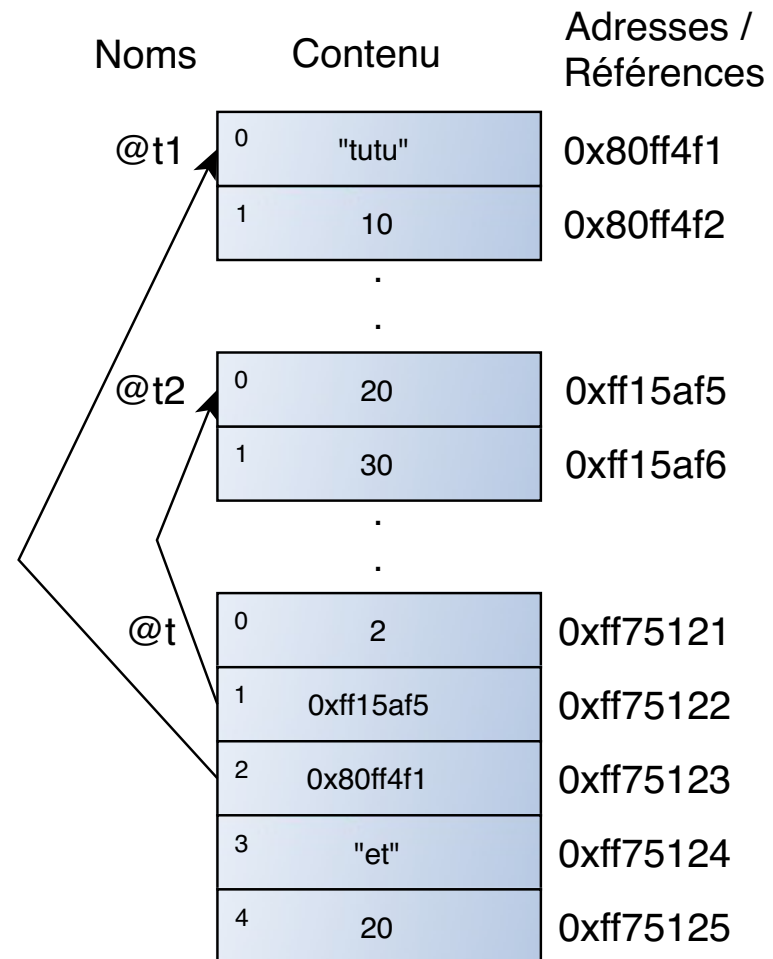 Noms Contenu Adresses / Références
@t1 0 "tutu" 0x80ff4f1
1 10 0x80ff4f2
.
.
@t2 0 20 0xff15af5
1 30 0xff15af6
.
.
@t 0 2 0xff75121
1 0xff15af5 0xff75122
2 0x80ff4f1 0xff75123
3 "et" 0xff75124
4 20 0xff75125